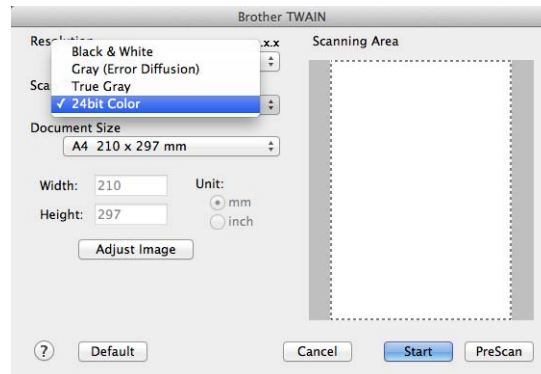 Brother TWAIN
.x.x
Scanning Area
Black & White
Gray (Error Diffusion)
True Gray
✓ 24bit Color
Document Size
A4 210 x 297 mm
Width: 210
Unit:
mm
Height: 297
inch
Adjust Image
? Default Cancel Start PreScan